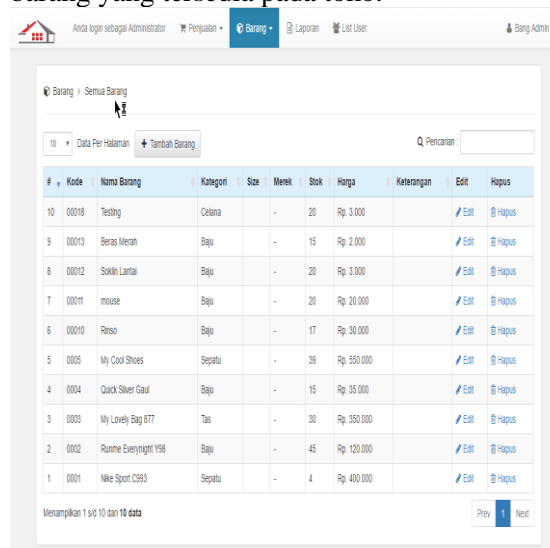 barang yang tersedia pada toko.
Anda login sebagai Administrator Penjualan Barang Laporan List User Bang Admin
Barang > Semua Barang
10 Data Per Halaman + Tambah Barang Pencarian :
# Kode Nama Barang Kategori Size Merek Stok Harga Keterangan Edit Hapus
10 00018 Testing Celana - 20 Rp. 3.000 Edit Hapus
9 00013 Beras Merah Baju - 15 Rp. 2.000 Edit Hapus
8 00012 Soklin Lantai Baju - 20 Rp. 3.000 Edit Hapus
7 00011 mouse Baju - 20 Rp. 20.000 Edit Hapus
6 00010 Rinso Baju - 17 Rp. 30.000 Edit Hapus
5 0005 My Cool Shoes Sepatu - 39 Rp. 550.000 Edit Hapus
4 0004 Quick Silver Gaul Baju - 15 Rp. 35.000 Edit Hapus
3 0003 My Lovely Bag 877 Tas - 30 Rp. 350.000 Edit Hapus
2 0002 Runme Everynight Y98 Baju - 45 Rp. 120.000 Edit Hapus
1 0001 Nike Sport C993 Sepatu - 4 Rp. 400.000 Edit Hapus
Menampilkan 1 s/d 10 dari 10 data Prev 1 Next